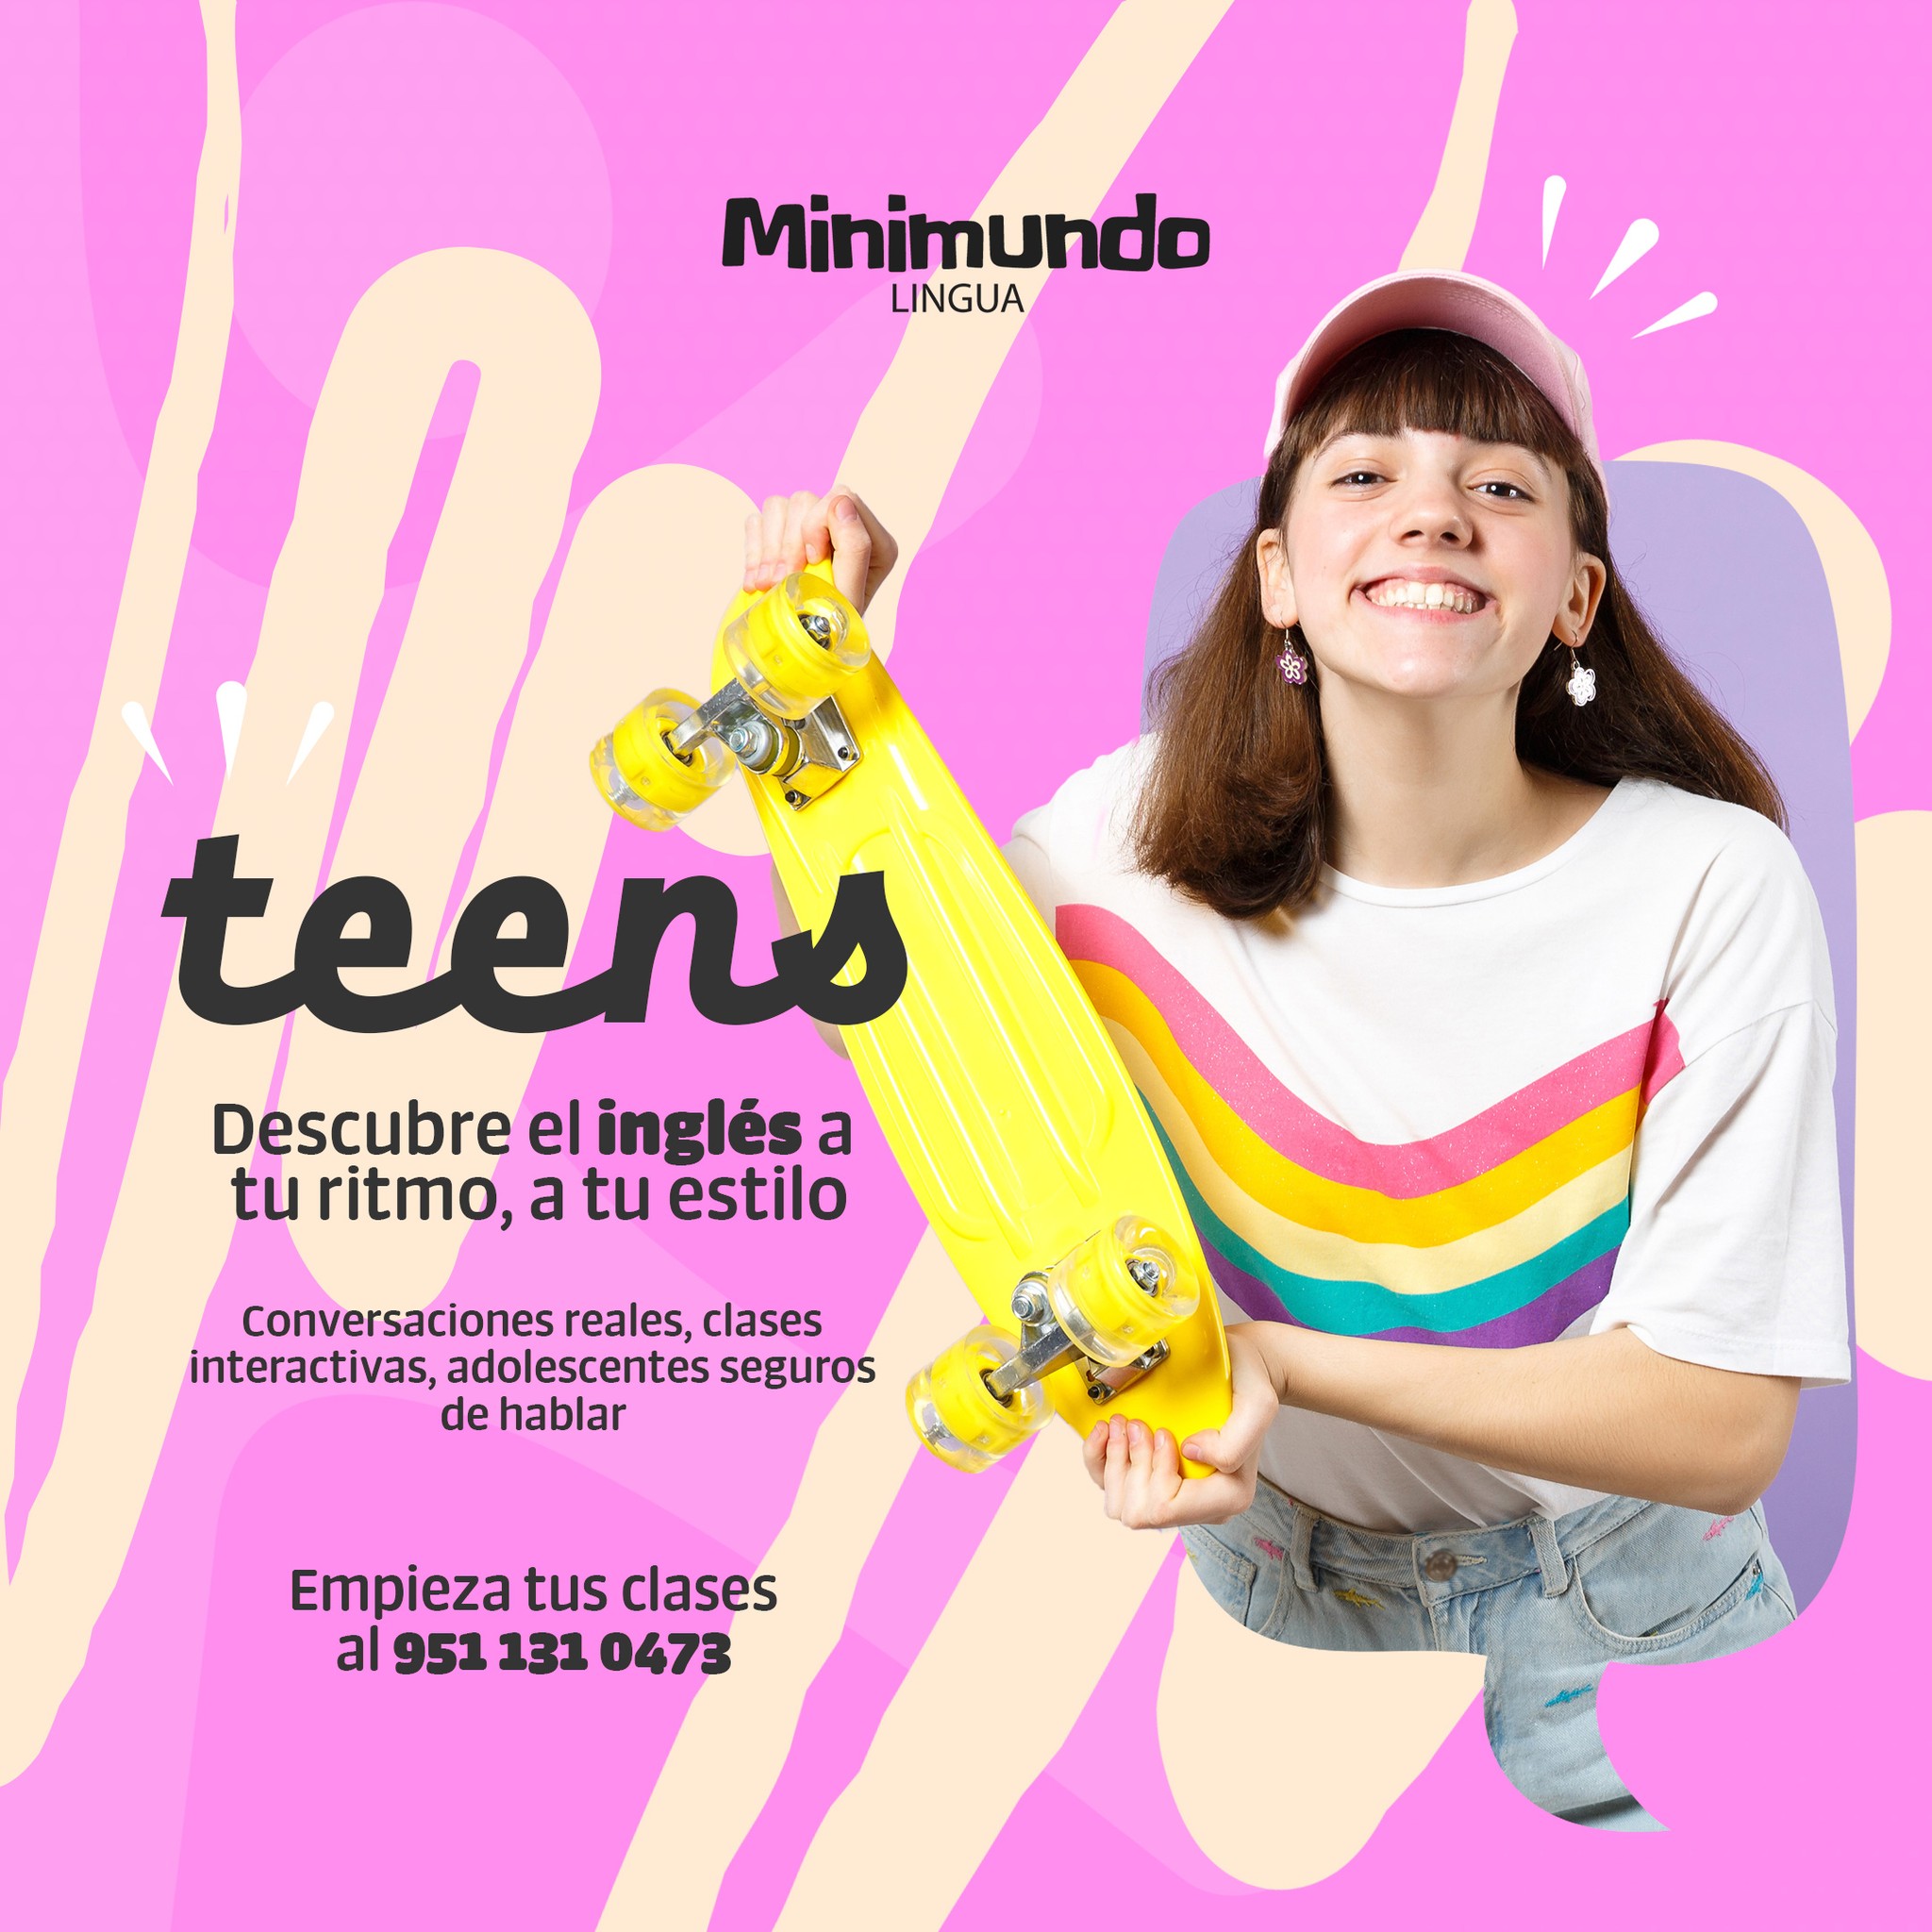 Minimundo
LINGUA
teens
Descubre el inglés a
tu ritmo, a tu estilo
Conversaciones reales, clases
interactivas, adolescentes seguros
de hablar
Empieza tus clases
al 951 131 0473